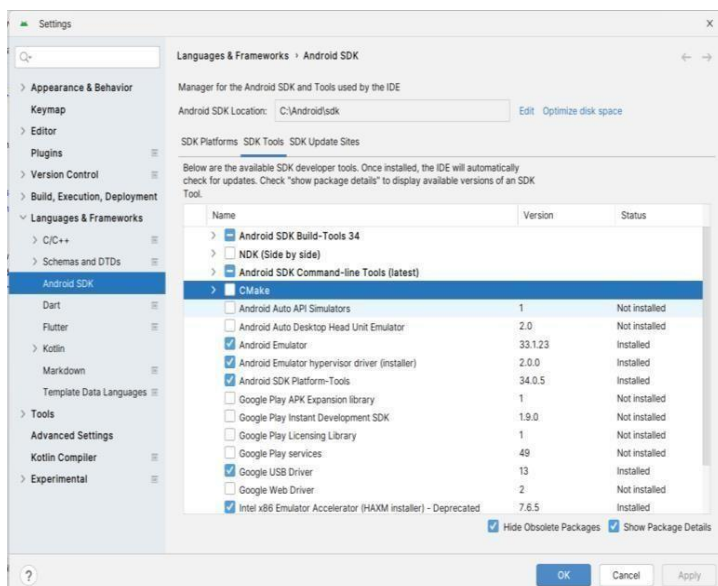 Settings
Languages & Frameworks › Android SDK
Appearance & Behavior
Keymap
Editor
Plugins
Version Control
Build, Execution, Deployment
Languages & Frameworks
C/C++
Schemas and DTDs
Android SDK
Dart
Flutter
Kotlin
Markdown
Template Data Languages
Tools
Advanced Settings
Kotlin Compiler
Experimental
Manager for the Android SDK and Tools used by the IDE
Android SDK Location: C:\Android\sdk Edit Optimize disk space
SDK Platforms SDK Tools SDK Update Sites
Below are the available SDK developer tools. Once installed, the IDE will automatically
check for updates. Check "show package details" to display available versions of an SDK
Tool.
Name Version Status
Android SDK Build-Tools 34
NDK (Side by side)
Android SDK Command-line Tools (latest)
CMake
Android Auto API Simulators 1 Not installed
Android Auto Desktop Head Unit Emulator 2.0 Not installed
Android Emulator 33.1.23 Installed
Android Emulator hypervisor driver (installer) 2.0.0 Installed
Android SDK Platform-Tools 34.0.5 Installed
Google Play APK Expansion library 1 Not installed
Google Play Instant Development SDK 1.9.0 Not installed
Google Play Licensing Library 1 Not installed
Google Play services 49 Not installed
Google USB Driver 13 Installed
Google Web Driver 2 Not installed
Intel x86 Emulator Accelerator (HAXM installer) - Deprecated 7.6.5 Installed
Hide Obsolete Packages Show Package Details
? OK Cancel Apply